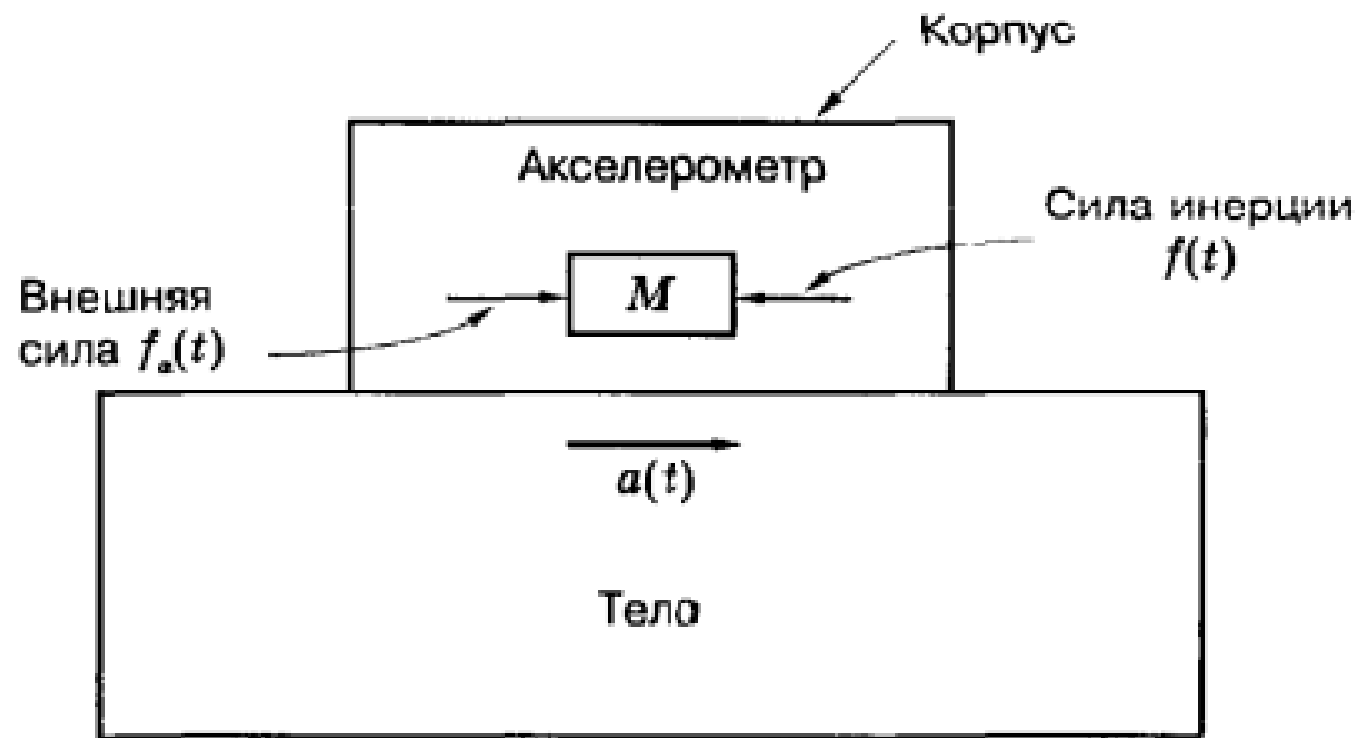 Корпус
Акселерометр
Сила инерции
f(t)
Внешняя
сила fₐ(t)
M
a(t)
Тело